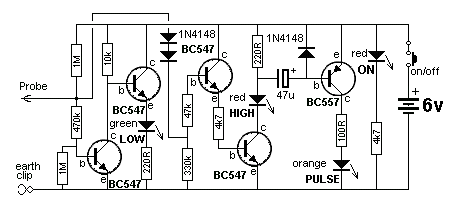 1N4148
BC547
1N4148
1M
10k
c
b
e
BC547
c
b
e
220R
e
b
c
BC557
red
ON
on/off
6v
Probe
470k
green
LOW
47k
4k7
red
HIGH
47u
+
+
1M
c
b
e
BC547
220R
330k
c
b
e
BC547
100R
orange
PULSE
4k7
earth
clip